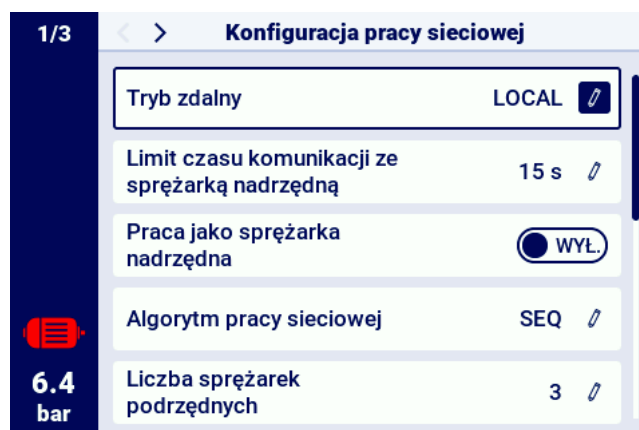 1/3
Konfiguracja pracy sieciowej
Tryb zdalny
LOCAL
Limit czasu komunikacji ze
sprężarką nadrzędną
15 s
Praca jako sprężarka
nadrzędna
WYŁ.
Algorytm pracy sieciowej
SEQ
Liczba sprężarek
podrzędnych
3
6.4
bar